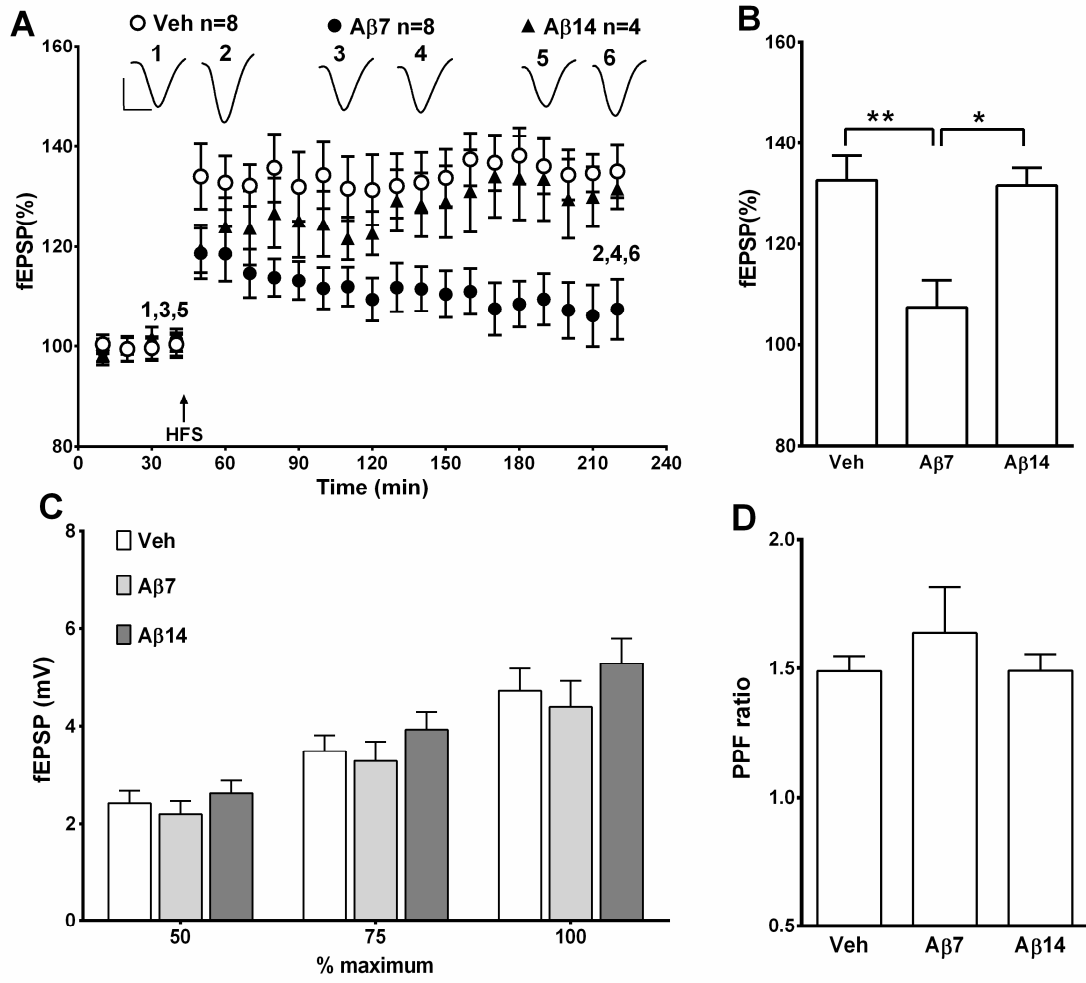 A
Veh n=8
Aβ7 n=8
Aβ14 n=4
1 2 3 4 5 6
160
140
120
100
80
fEPSP(%)
1,3,5
2,4,6
HFS
0 30 60 90 120 150 180 210 240
Time (min)
B
160
140
120
100
80
fEPSP(%)
** *
Veh Aβ7 Aβ14
C
Veh
Aβ7
Aβ14
8
6
4
2
0
fEPSP (mV)
50 75 100
% maximum
D
2.0
1.5
1.0
0.5
PPF ratio
Veh Aβ7 Aβ14